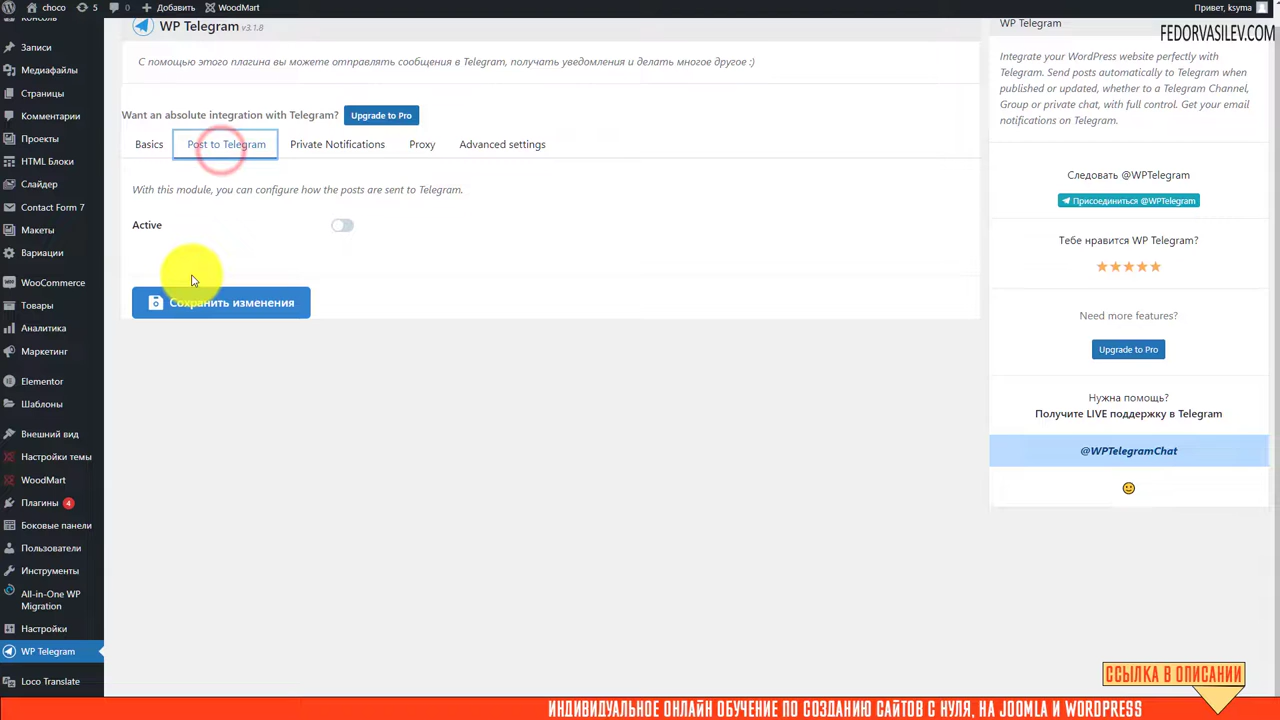 choco
5
0
Добавить
WoodMart
Привет, ksyma
FEDORVASILEV.COM
Консоль
Записи
Медиафайлы
Страницы
Комментарии
Проекты
HTML Блоки
Слайдер
Contact Form 7
Макеты
Вариации
WooCommerce
Товары
Аналитика
Маркетинг
Elementor
Шаблоны
Внешний вид
Настройки темы
WoodMart
Плагины 4
Боковые панели
Пользователи
Инструменты
All-in-One WP
Migration
Настройки
WP Telegram
Loco Translate
WP Telegram v3.1.8
С помощью этого плагина вы можете отправлять сообщения в Telegram, получать уведомления и делать многое другое :)
Want an absolute integration with Telegram? Upgrade to Pro
Basics Post to Telegram Private Notifications Proxy Advanced settings
With this module, you can configure how the posts are sent to Telegram.
Active
Сохранить изменения
WP Telegram
Integrate your WordPress website perfectly with
Telegram. Send posts automatically to Telegram when
published or updated, whether to a Telegram Channel,
Group or private chat, with full control. Get your email
notifications on Telegram.
Следовать @WPTelegram
Присоединиться @WPTelegram
Тебе нравится WP Telegram?
Need more features?
Upgrade to Pro
Нужна помощь?
Получите LIVE поддержку в Telegram
@WPTelegramChat
ССЫЛКА В ОПИСАНИИ
ИНДИВИДУАЛЬНОЕ ОНЛАЙН ОБУЧЕНИЕ ПО СОЗДАНИЮ САЙТОВ С НУЛЯ, НА JOOMLA И WORDPRESS